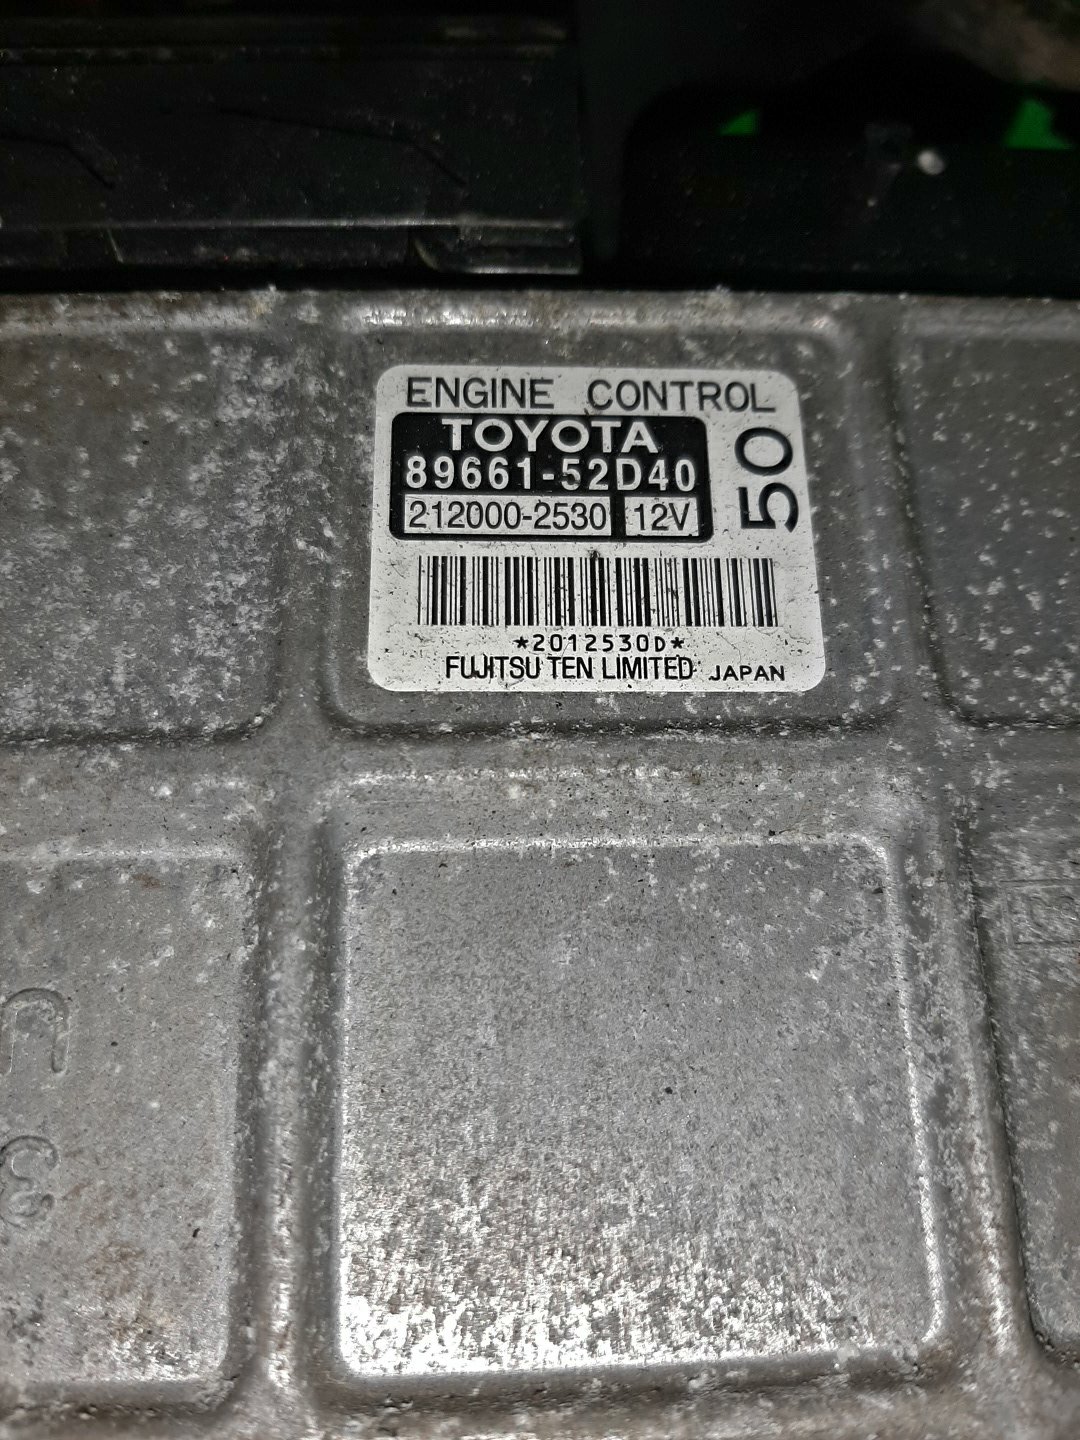 ENGINE CONTROL
TOYOTA
89661-52D40
212000-2530 12V
50
*2012530D*
FUJITSU TEN LIMITED JAPAN